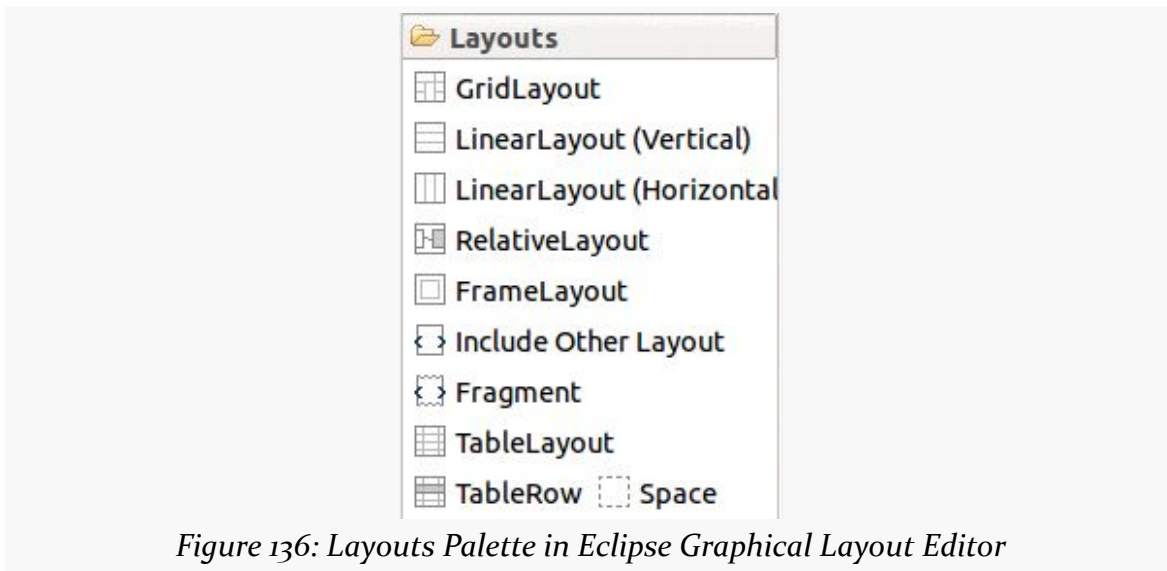 Layouts
GridLayout
LinearLayout (Vertical)
LinearLayout (Horizontal
RelativeLayout
FrameLayout
Include Other Layout
Fragment
TableLayout
TableRow Space
Figure 136: Layouts Palette in Eclipse Graphical Layout Editor